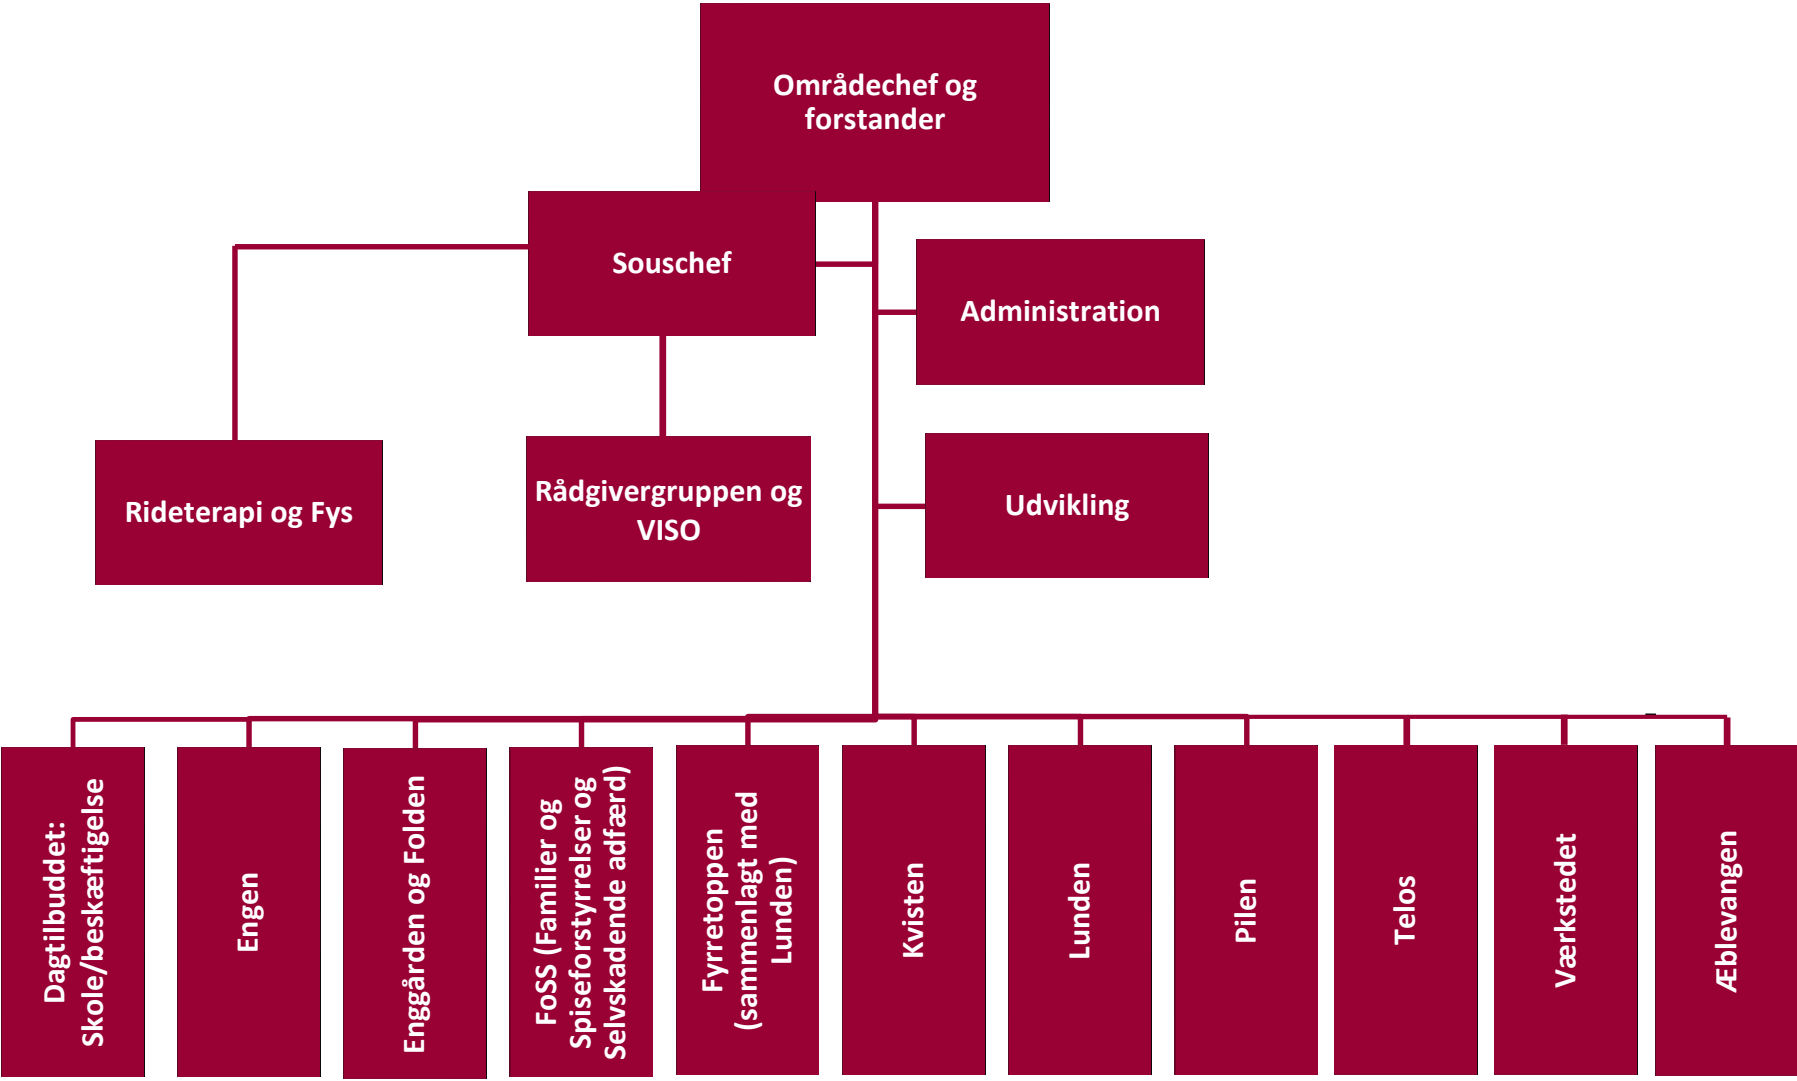 Områdechef og
forstander
Souschef
Administration
Rideterapi og Fys
Rådgivergruppen og
VISO
Udvikling
Dagtilbuddet:
Skole/beskæftigelse
Engen
Enggården og Folden
FoSS (Familier og
Spiseforstyrrelser og
Selvskadende adfærd)
Fyrretoppen
(sammenlagt med
Lunden)
Kvisten
Lunden
Pilen
Telos
Værkstedet
Æblevangen